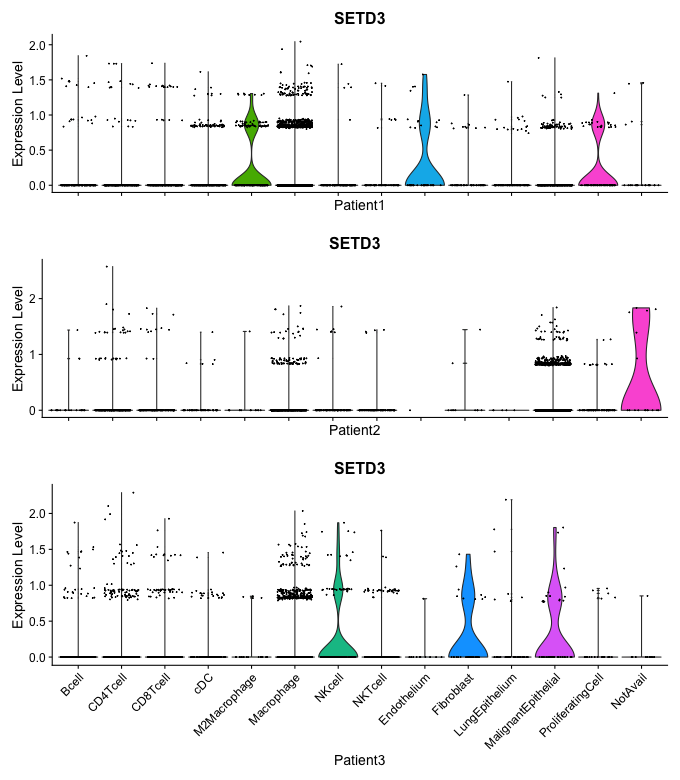 SETD3
Expression Level
2.0
1.5
1.0
0.5
0.0
Patient1
SETD3
Expression Level
2
1
0
Patient2
SETD3
Expression Level
2.0
1.5
1.0
0.5
0.0
Bcell
CD4Tcell
CD8Tcell
cDC
M2Macrophage
Macrophage
NKcell
NKTcell
Endothelium
Fibroblast
LungEpithelium
MalignantEpithelial
ProliferatingCell
NotAvail
Patient3